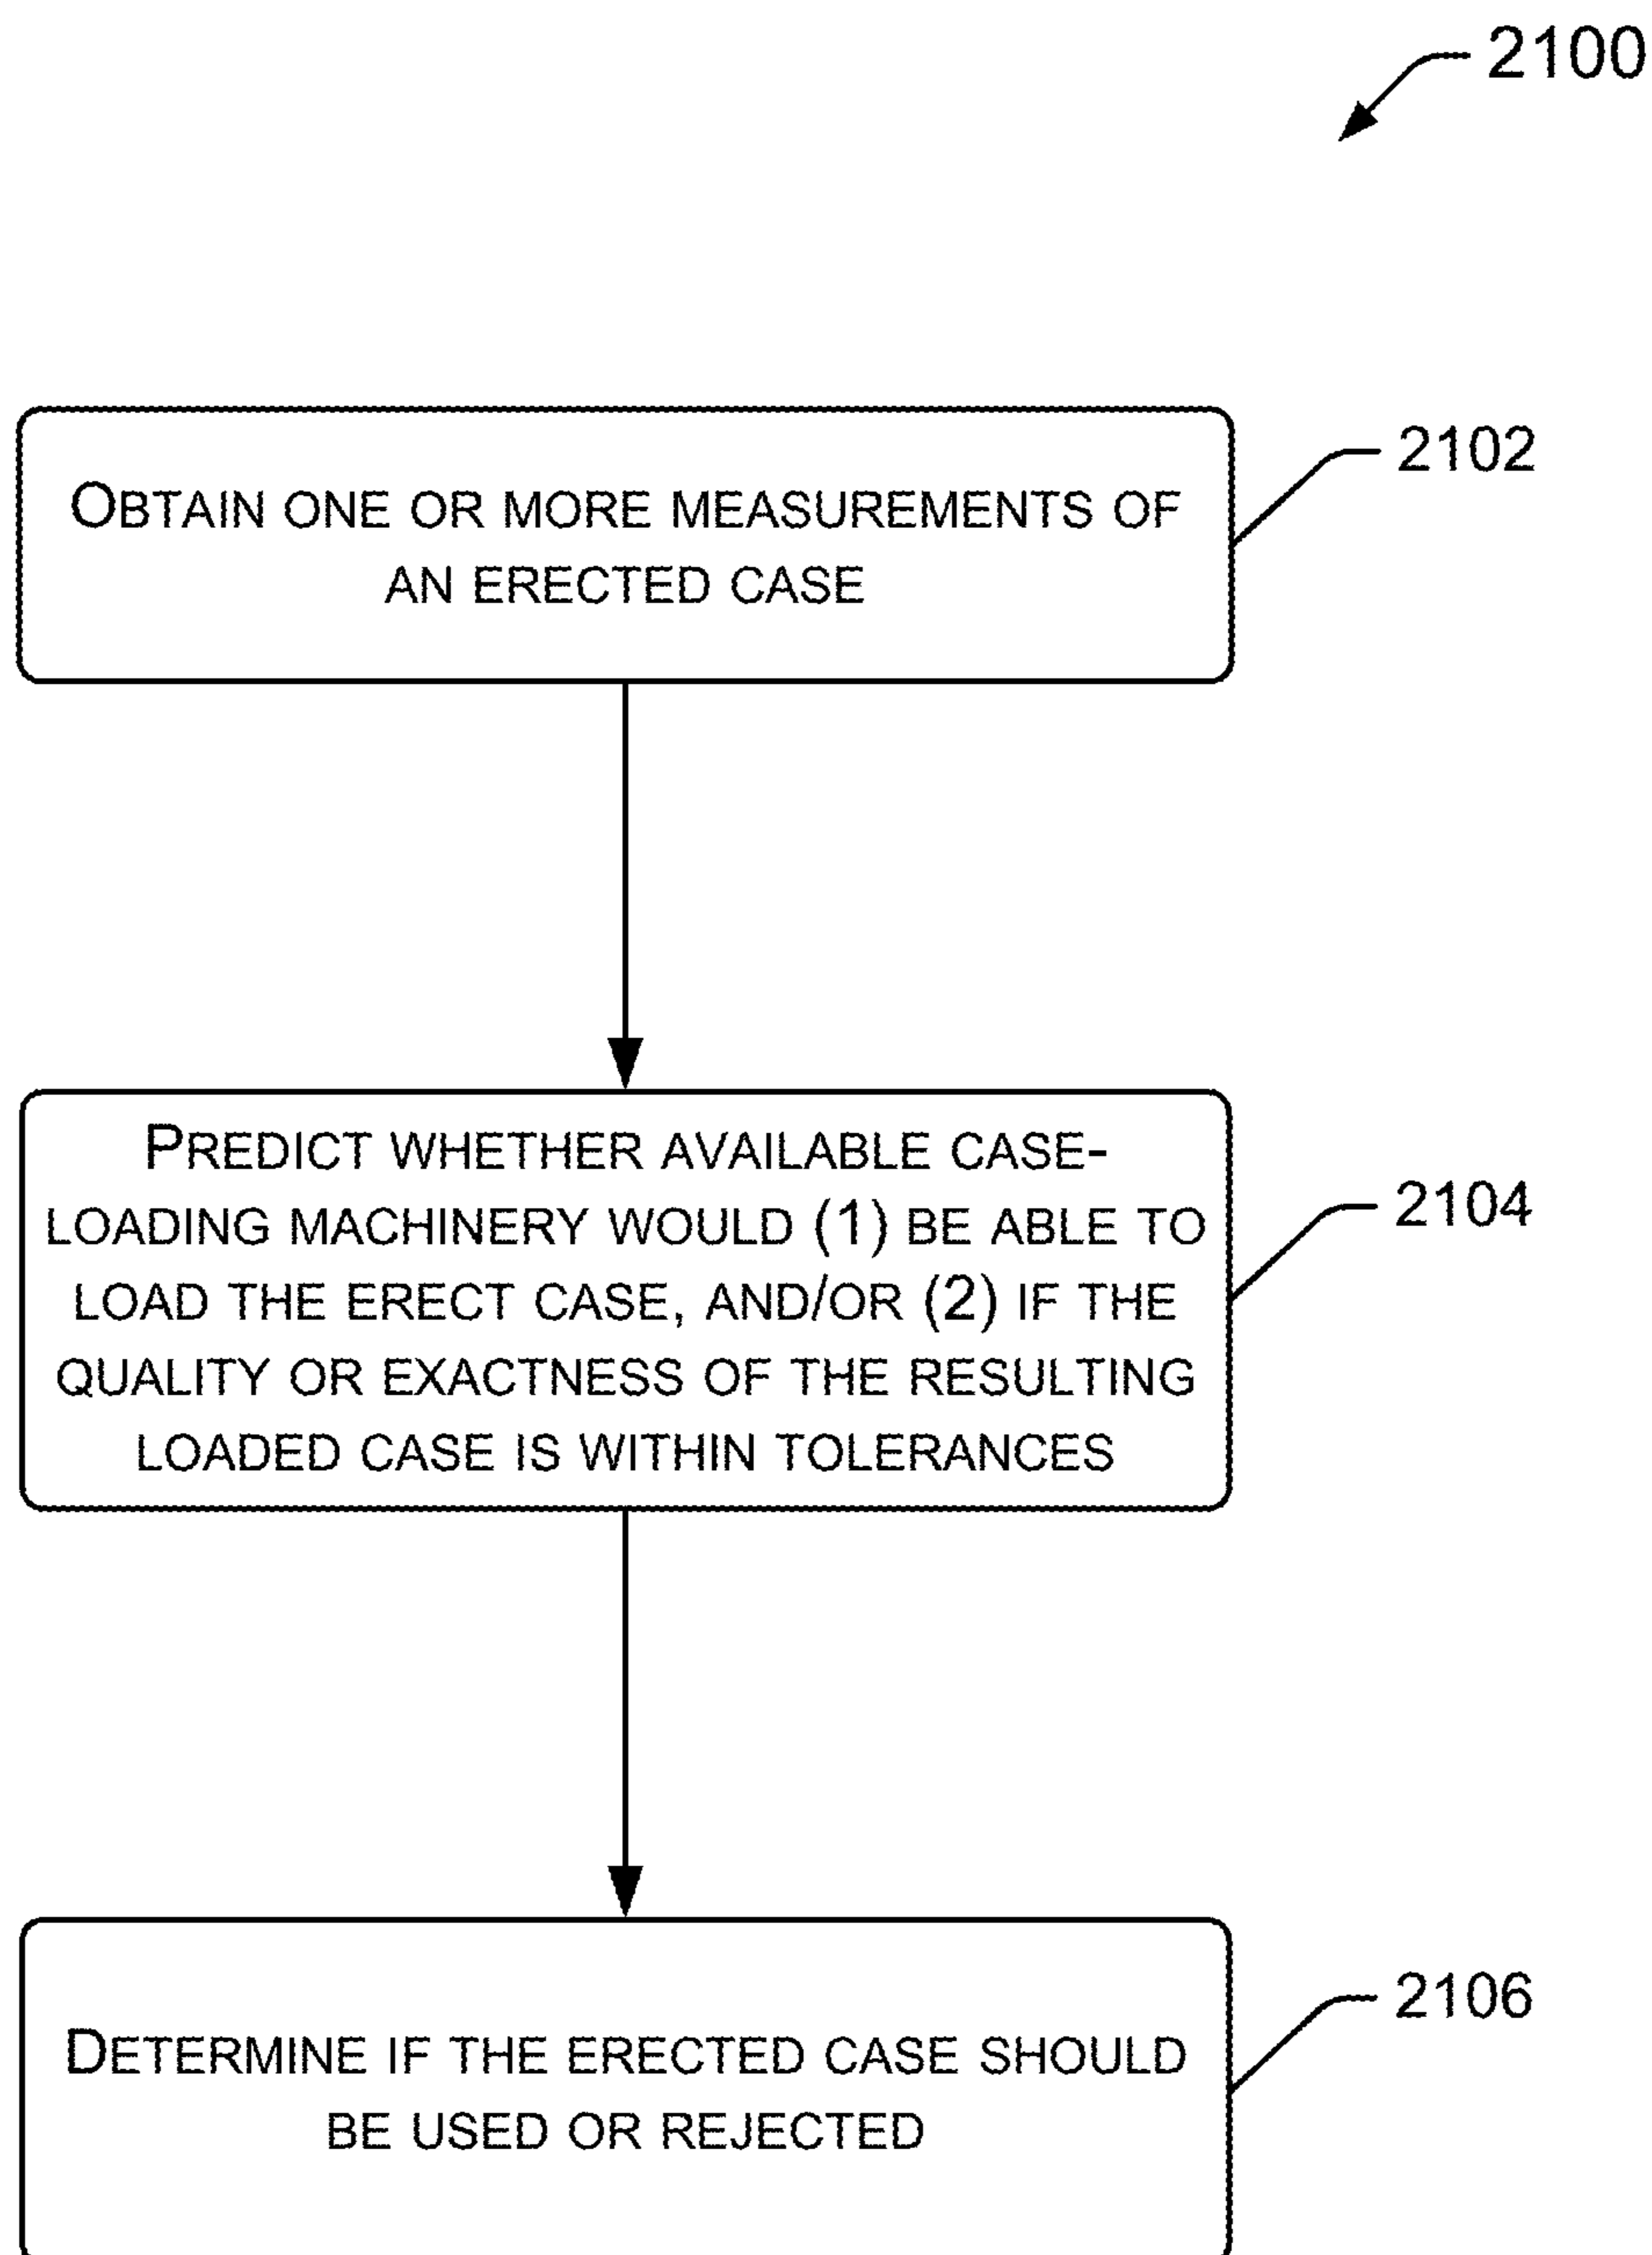 2100
OBTAIN ONE OR MORE MEASUREMENTS OF
AN ERECTED CASE
2102
PREDICT WHETHER AVAILABLE CASE-
LOADING MACHINERY WOULD (1) BE ABLE TO
LOAD THE ERECT CASE, AND/OR (2) IF THE
QUALITY OR EXACTNESS OF THE RESULTING
LOADED CASE IS WITHIN TOLERANCES
2104
DETERMINE IF THE ERECTED CASE SHOULD
BE USED OR REJECTED
2106